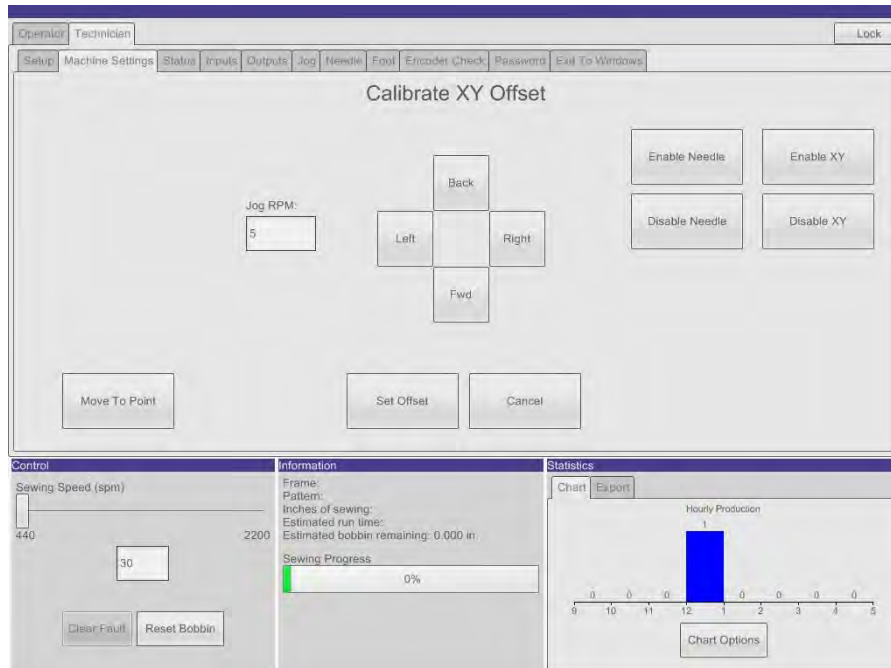 Operator Technician Lock
Setup Machine Settings Status Inputs Outputs Jog Needle Foot Encoder Check Password Exit To Windows
Calibrate XY Offset
Enable Needle Enable XY
Back
Jog RPM:
5
Left Right
Disable Needle Disable XY
Fwd
Move To Point Set Offset Cancel
Control
Sewing Speed (spm)
440 2200
30
Clear Fault Reset Bobbin
Information
Frame:
Pattern:
Inches of sewing:
Estimated run time:
Estimated bobbin remaining: 0.000 in
Sewing Progress
0%
Statistics
Chart Export
Hourly Production
1
0 0 0 0 0 0 0
9 10 11 12 1 2 3 4 5
Chart Options